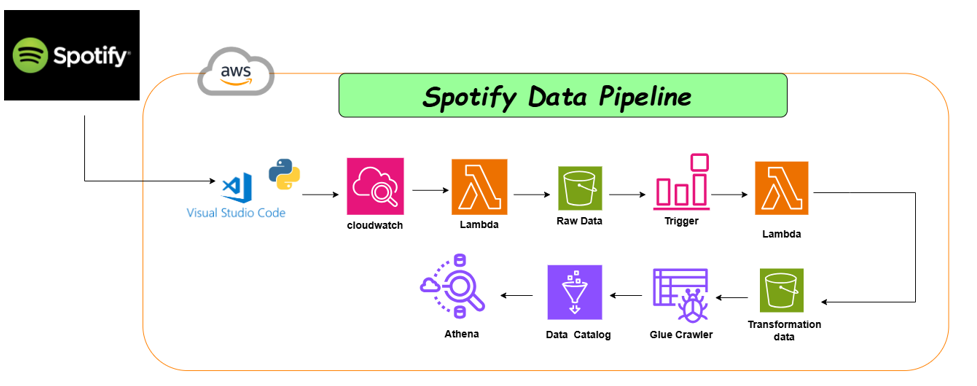 Spotify®
aws
Spotify Data Pipeline
Visual Studio Code
cloudwatch
Lambda
Raw Data
Trigger
Lambda
Athena
Data Catalog
Glue Crawler
Transformation
data